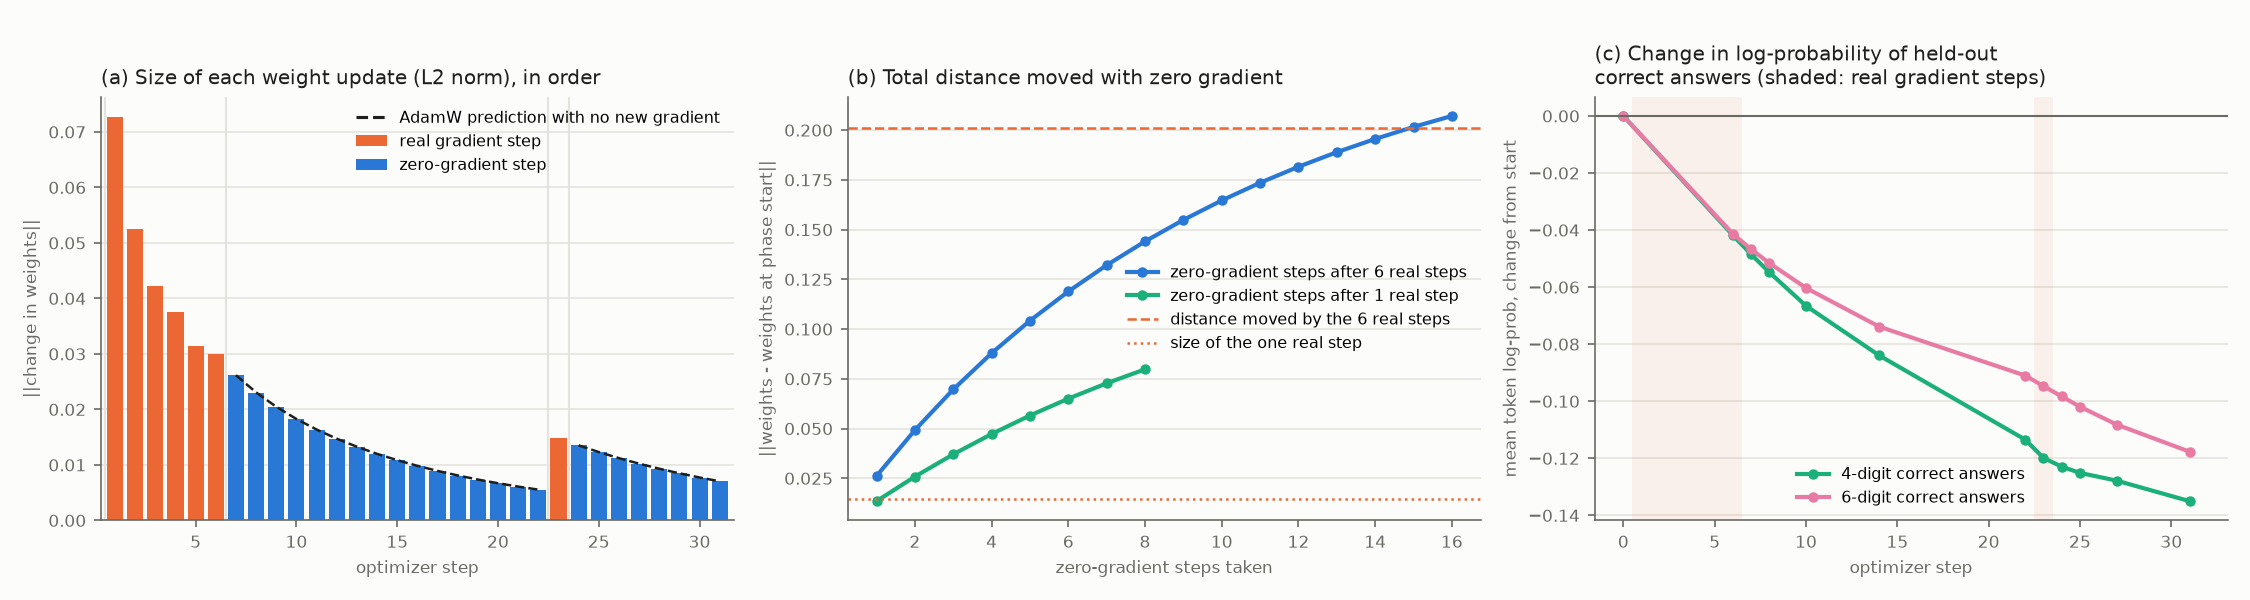 (a) Size of each weight update (L2 norm), in order
||change in weights||
0.07
0.06
0.05
0.04
0.03
0.02
0.01
0.00
AdamW prediction with no new gradient
real gradient step
zero-gradient step
5 10 15 20 25 30
optimizer step
(b) Total distance moved with zero gradient
||weights - weights at phase start||
0.200
0.175
0.150
0.125
0.100
0.075
0.050
0.025
zero-gradient steps after 6 real steps
zero-gradient steps after 1 real step
distance moved by the 6 real steps
size of the one real step
2 4 6 8 10 12 14 16
zero-gradient steps taken
(c) Change in log-probability of held-out
correct answers (shaded: real gradient steps)
mean token log-prob, change from start
0.00
−0.02
−0.04
−0.06
−0.08
−0.10
−0.12
−0.14
4-digit correct answers
6-digit correct answers
0 5 10 15 20 25 30
optimizer step